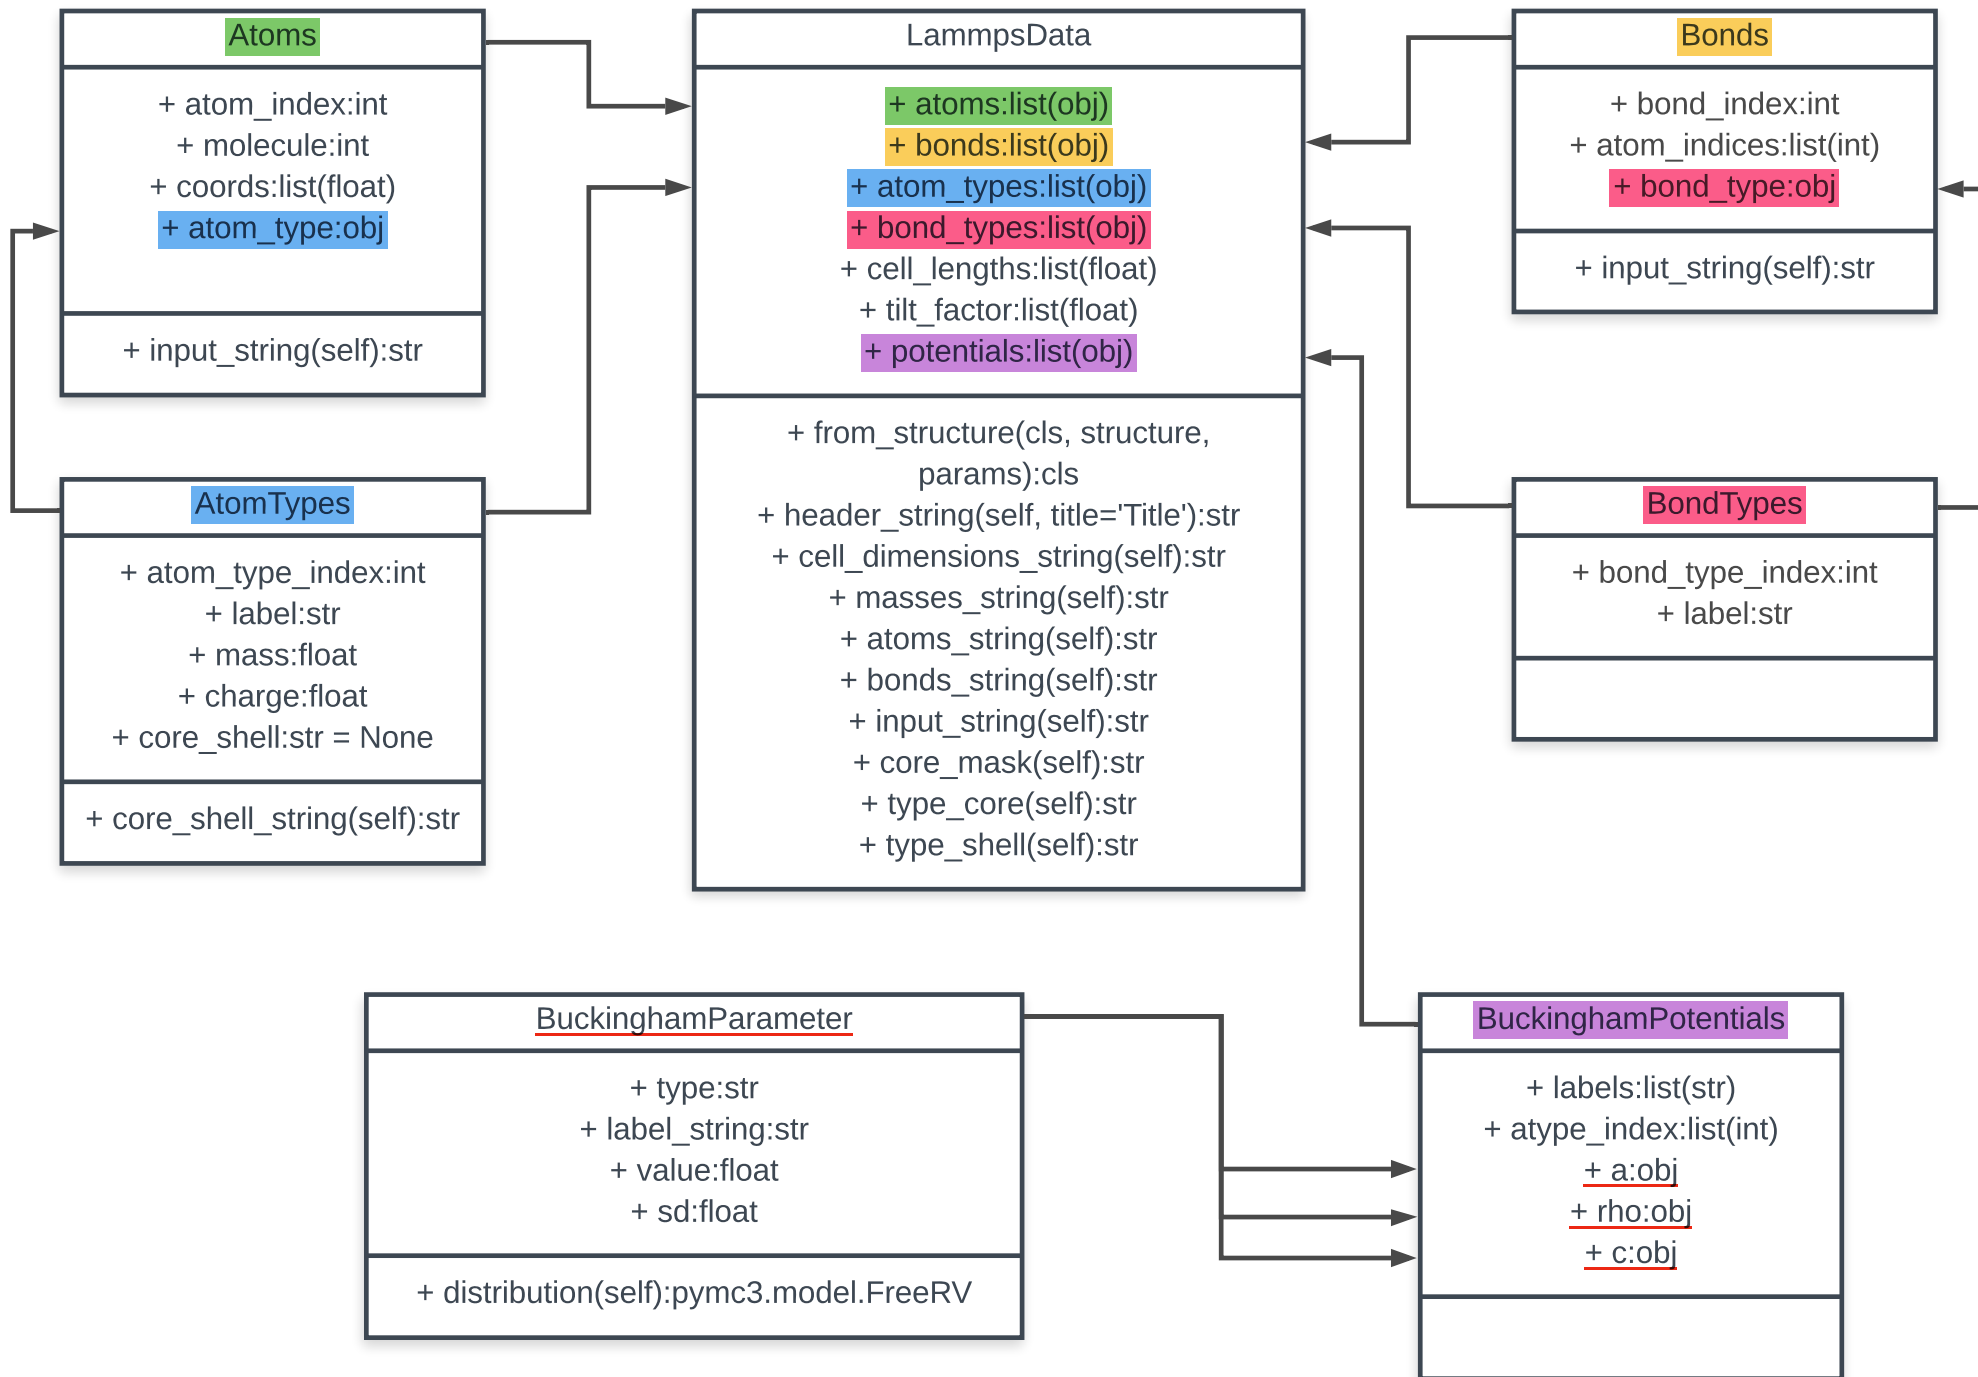 Atoms
+ atom_index:int
+ molecule:int
+ coords:list(float)
+ atom_type:obj
+ input_string(self):str
AtomTypes
+ atom_type_index:int
+ label:str
+ mass:float
+ charge:float
+ core_shell:str = None
+ core_shell_string(self):str
LammpsData
+ atoms:list(obj)
+ bonds:list(obj)
+ atom_types:list(obj)
+ bond_types:list(obj)
+ cell_lengths:list(float)
+ tilt_factor:list(float)
+ potentials:list(obj)
+ from_structure(cls, structure,
params):cls
+ header_string(self, title='Title'):str
+ cell_dimensions_string(self):str
+ masses_string(self):str
+ atoms_string(self):str
+ bonds_string(self):str
+ input_string(self):str
+ core_mask(self):str
+ type_core(self):str
+ type_shell(self):str
Bonds
+ bond_index:int
+ atom_indices:list(int)
+ bond_type:obj
+ input_string(self):str
BondTypes
+ bond_type_index:int
+ label:str
BuckinghamParameter
+ type:str
+ label_string:str
+ value:float
+ sd:float
+ distribution(self):pymc3.model.FreeRV
BuckinghamPotentials
+ labels:list(str)
+ atype_index:list(int)
+ a:obj
+ rho:obj
+ c:obj